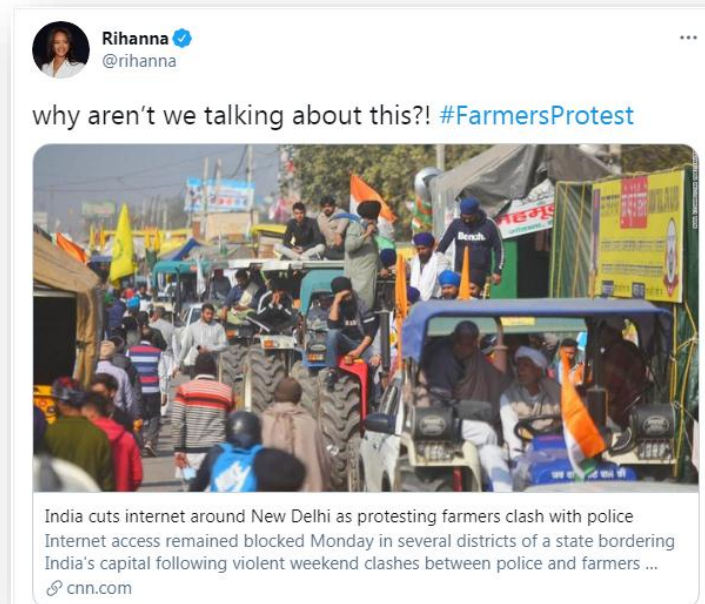 Rihanna
@rihanna
why aren't we talking about this?! #FarmersProtest
Bench.
India cuts internet around New Delhi as protesting farmers clash with police
Internet access remained blocked Monday in several districts of a state bordering
India's capital following violent weekend clashes between police and farmers ...
cnn.com